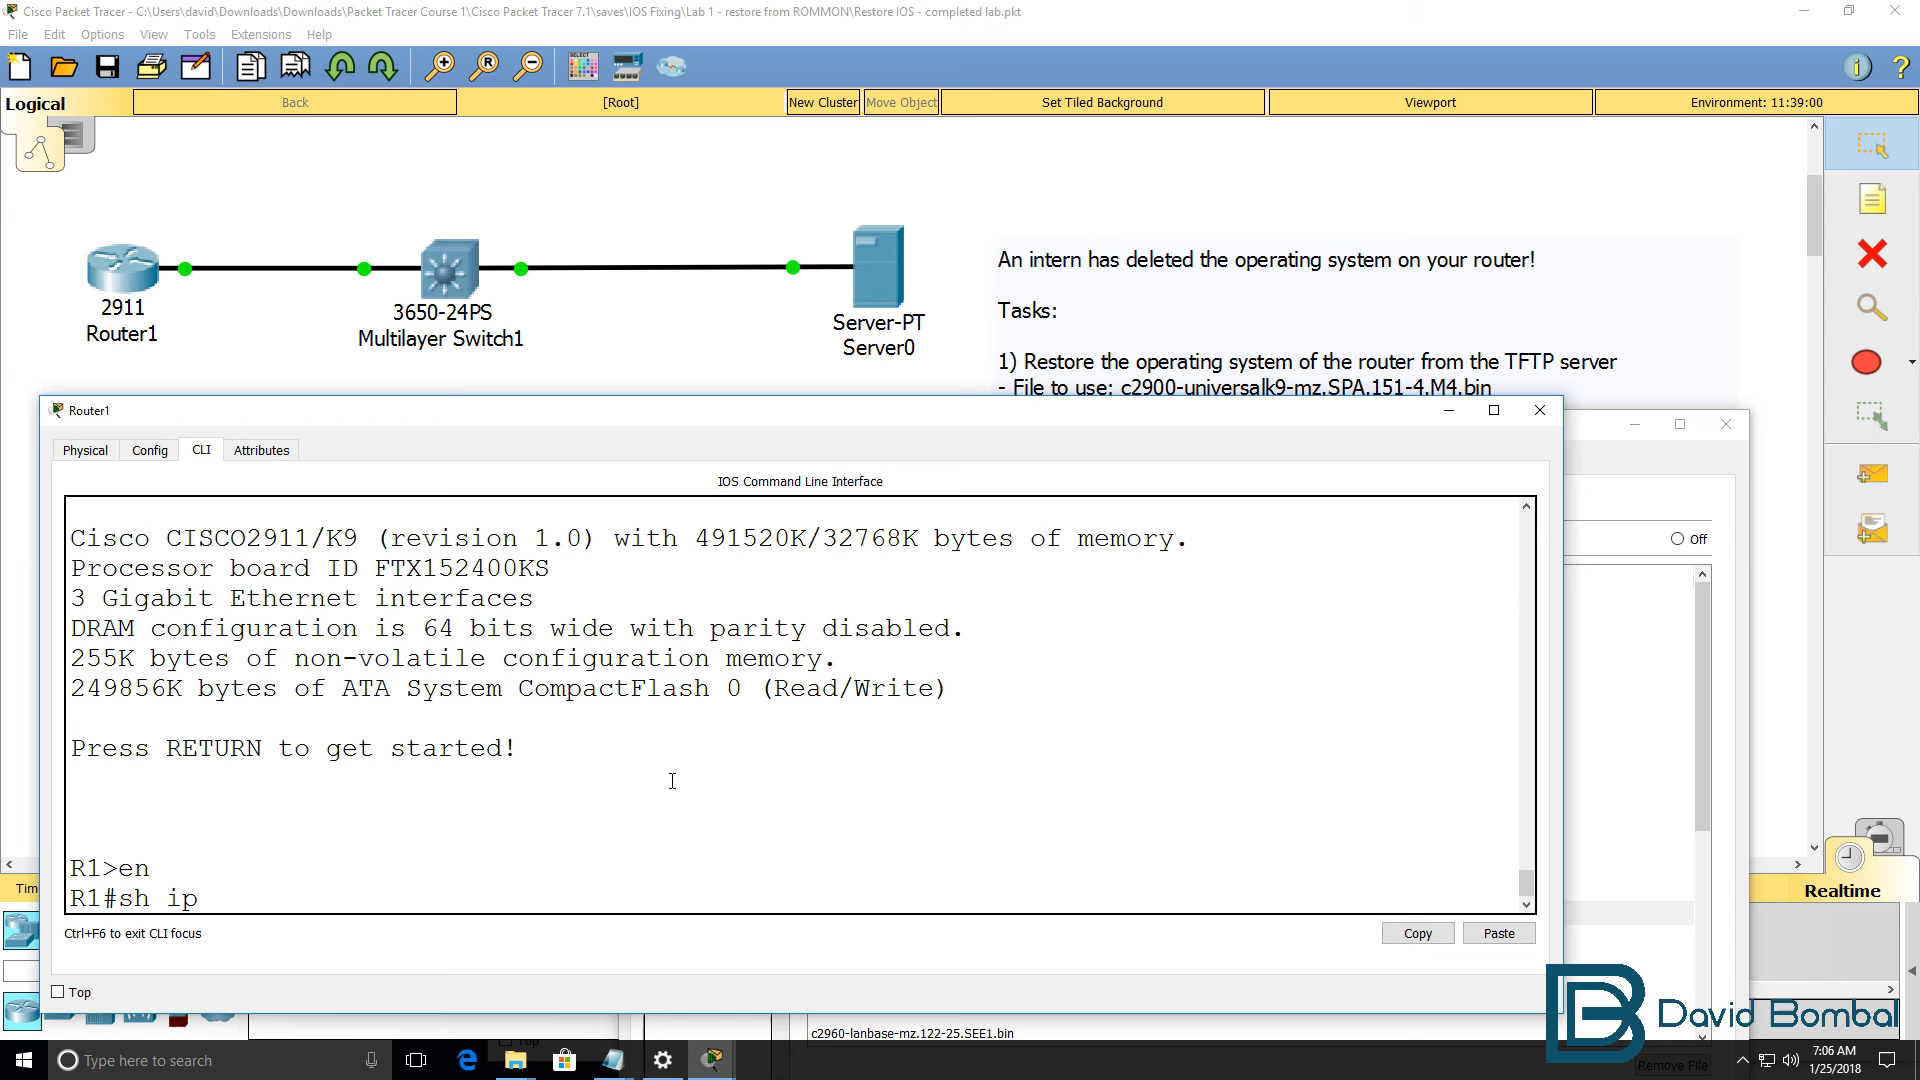 Cisco Packet Tracer - C:\Users\david\Downloads\Downloads\Packet Tracer Course 1\Cisco Packet Tracer 7.1\saves\IOS Fixing\Lab 1 - restore from ROMMON\Restore IOS - completed lab.pkt
File Edit Options View Tools Extensions Help
Logical Back [Root] New Cluster Move Object Set Tiled Background Viewport Environment: 11:39:00
2911
Router1
3650-24PS
Multilayer Switch1
Server-PT
Server0
An intern has deleted the operating system on your router!
Tasks:
1) Restore the operating system of the router from the TFTP server
- File to use: c2900-universalk9-mz.SPA.151-4.M4.bin
Router1
Physical Config CLI Attributes
IOS Command Line Interface
Cisco CISCO2911/K9 (revision 1.0) with 491520K/32768K bytes of memory.
Processor board ID FTX152400KS
3 Gigabit Ethernet interfaces
DRAM configuration is 64 bits wide with parity disabled.
255K bytes of non-volatile configuration memory.
249856K bytes of ATA System CompactFlash 0 (Read/Write)
Press RETURN to get started!
R1>en
R1#sh ip
Ctrl+F6 to exit CLI focus
Copy Paste
Top
Off
Tim
Realtime
c2960-lanbase-mz.122-25.SEE1.bin
Remove File
David Bombal
Type here to search
7:06 AM
1/25/2018